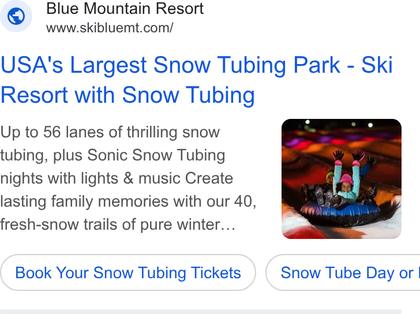 Blue Mountain Resort
www.skibluemt.com/
USA's Largest Snow Tubing Park - Ski
Resort with Snow Tubing
Up to 56 lanes of thrilling snow
tubing, plus Sonic Snow Tubing
nights with lights & music Create
lasting family memories with our 40,
fresh-snow trails of pure winter…
Book Your Snow Tubing Tickets
Snow Tube Day or